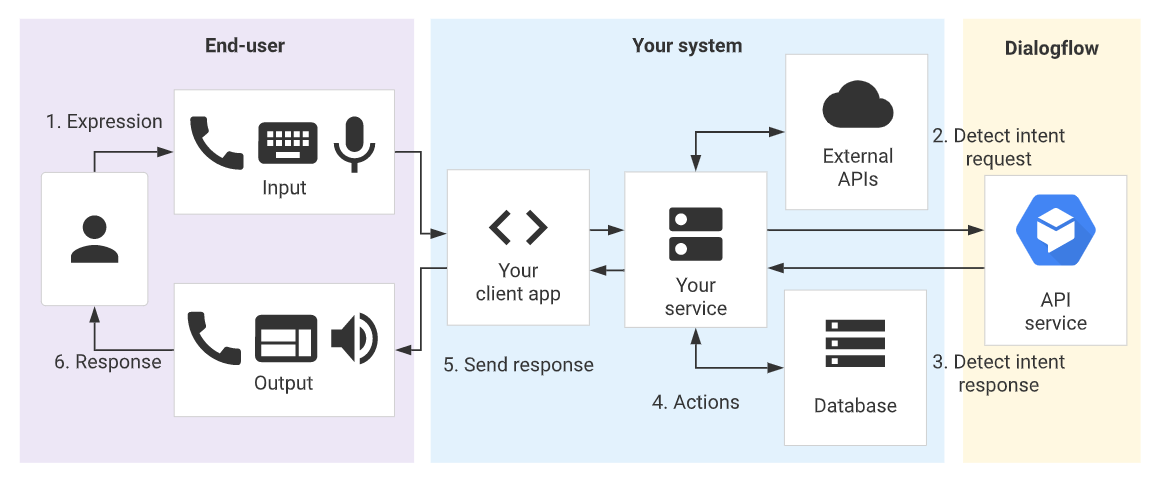 End-user
Your system
Dialogflow
1. Expression
Input
External
APIs
2. Detect intent
request
Your
client app
Your
service
API
service
6. Response
Output
5. Send response
4. Actions
Database
3. Detect intent
response